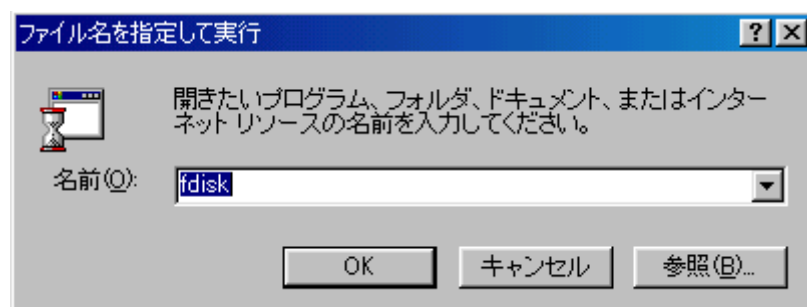 ファイル名を指定して実行
開きたいプログラム、フォルダ、ドキュメント、またはインター
ネット リソースの名前を入力してください。
名前(O): fdisk
OK キャンセル 参照(B)...